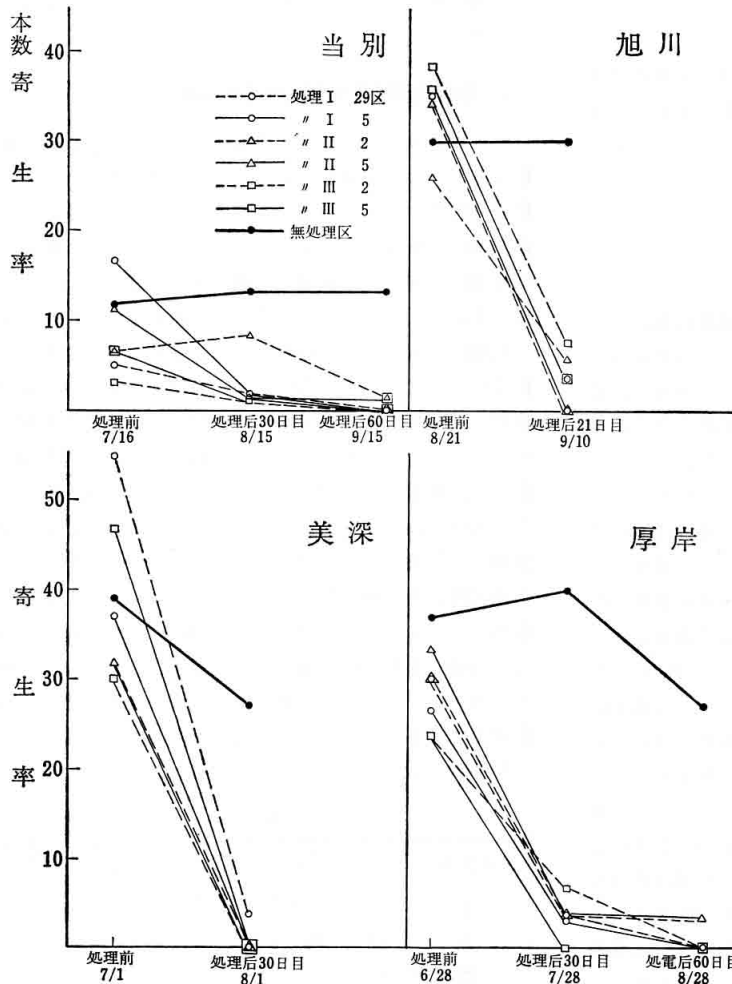 本数寄生率
40
30
20
10
当別
処理I 29区
〃 I 5
〃 II 2
〃 II 5
〃 III 2
〃 III 5
無処理区
処理前
7/16
処理后30日目
8/15
処理后60日目
9/15
旭川
処理前
8/21
処理后21日目
9/10
寄生率
50
40
30
20
10
美深
処理前
7/1
処理后30日目
8/1
厚岸
処理前
6/28
処理后30日目
7/28
処電后60日目
8/28